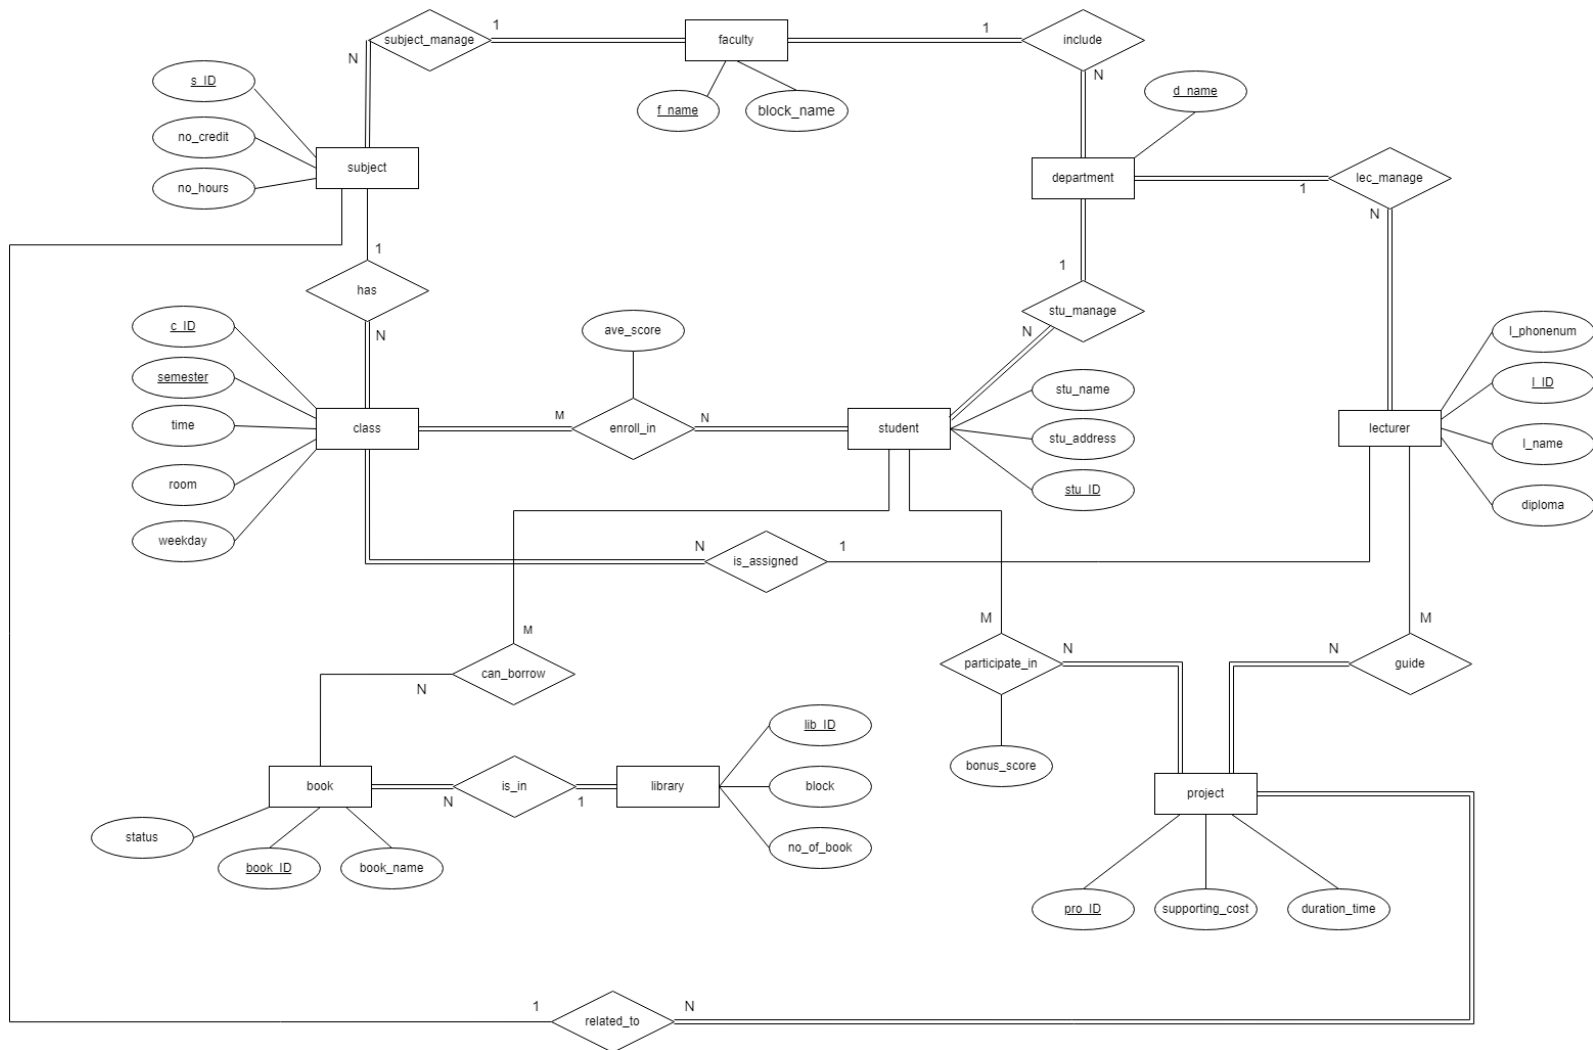 1
faculty
1
subject_manage
include
N
N
s_ID
d_name
f_name
block_name
no_credit
subject
department
lec_manage
no_hours
1
N
1
1
has
stu_manage
c_ID
ave_score
N
l_phonenum
N
semester
l_ID
stu_name
M
N
time
class
enroll_in
student
lecturer
stu_address
l_name
room
stu_ID
diploma
weekday
N
1
is_assigned
M
M
M
N
N
can_borrow
participate_in
guide
N
lib_ID
bonus_score
book
is_in
library
block
project
N
1
status
book_ID
book_name
no_of_book
pro_ID
supporting_cost
duration_time
1
N
related_to